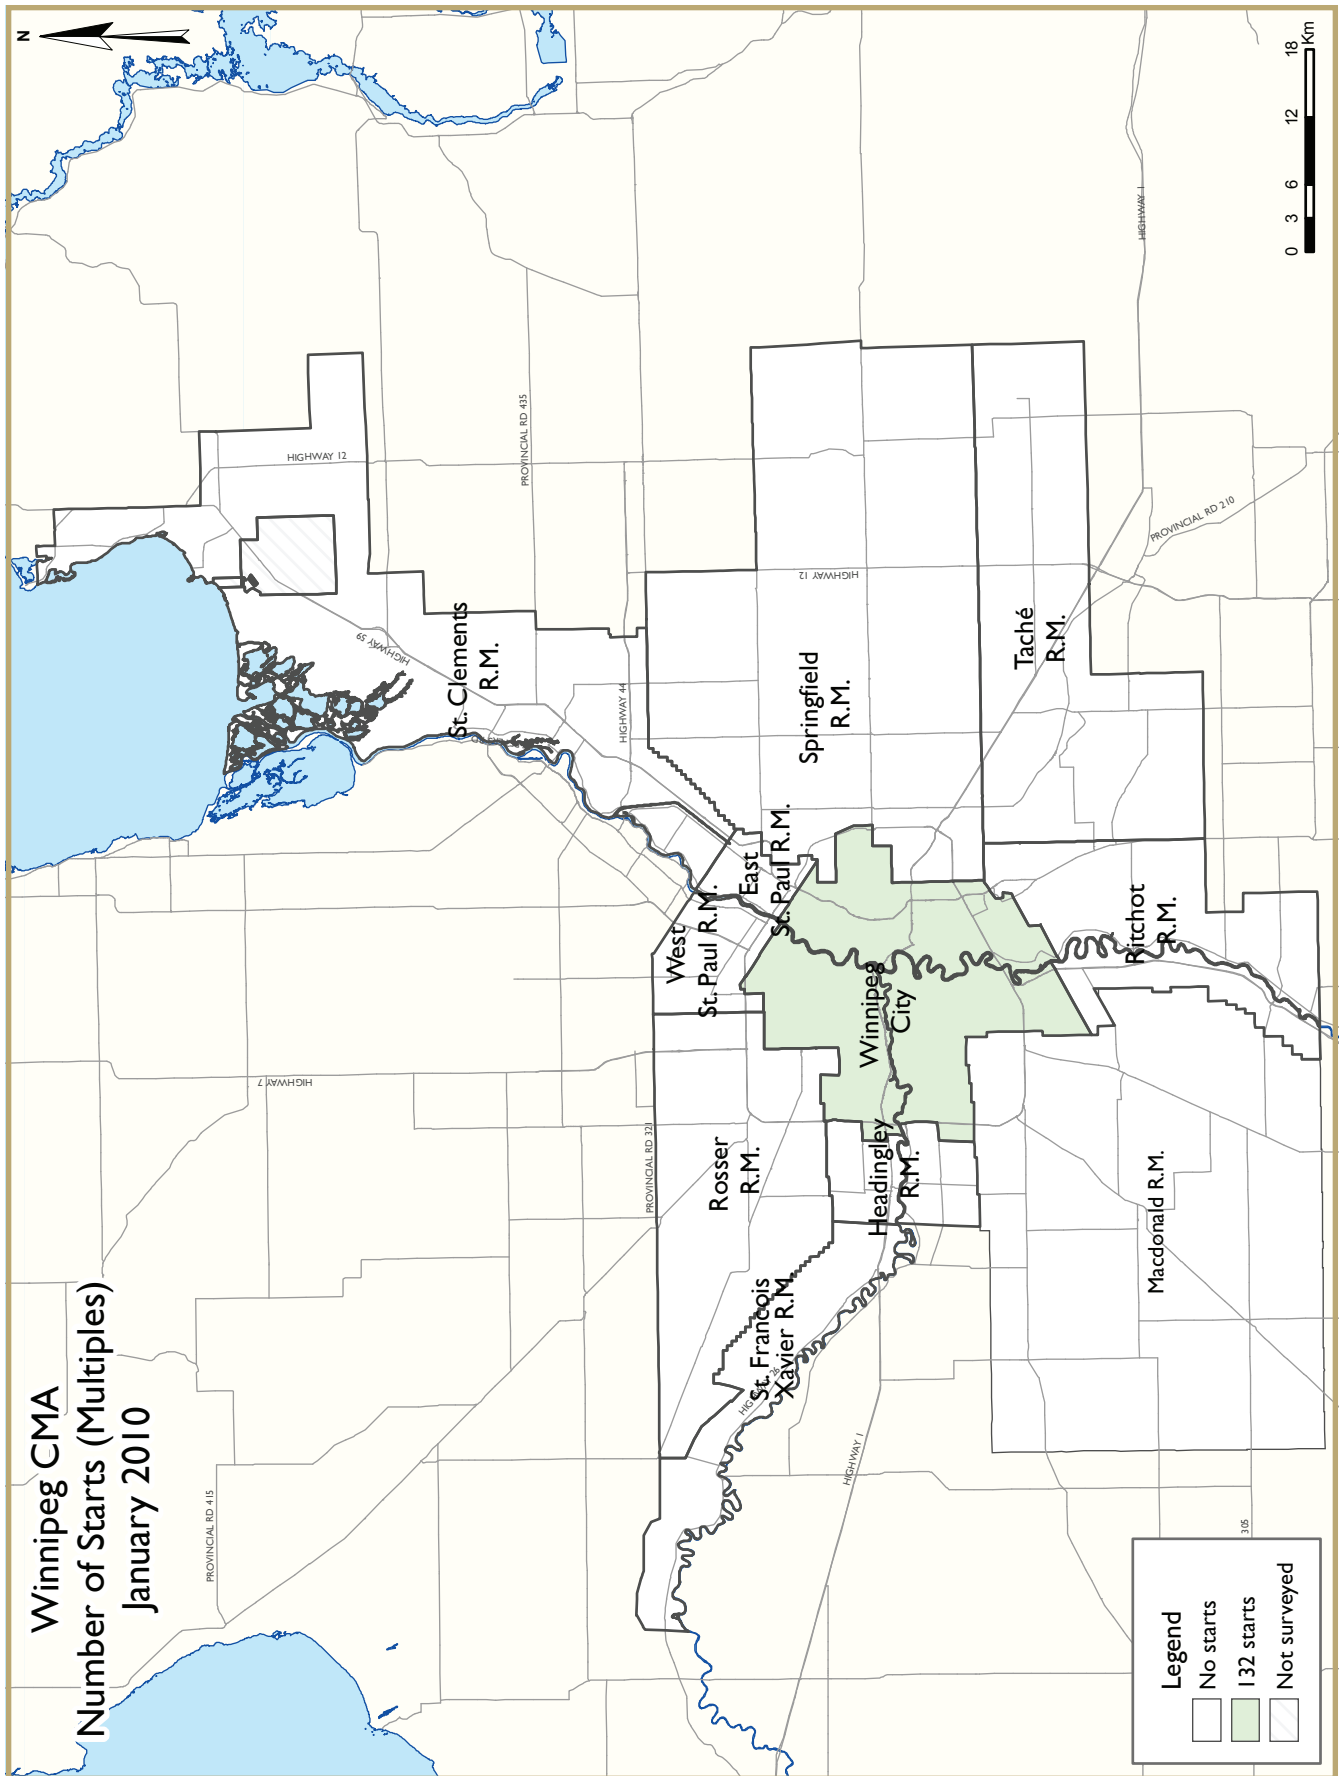 Winnipeg CMA
Number of Starts (Multiples)
January 2010
N
PROVINCIAL RD 415
HIGHWAY 7
HIGHWAY 12
PROVINCIAL RD 435
HIGHWAY 59
St. Clements
R.M.
HIGHWAY 44
PROVINCIAL RD 321
West
St. Paul R.M.
East
St. Paul R.M.
Rosser
R.M.
Springfield
R.M.
HIGHWAY 12
St. Francois
Xavier R.M.
Winnipeg
City
Headingley
R.M.
HIGHWAY 1
Taché
R.M.
HIGHWAY 1
PROVINCIAL RD 210
Ritchot
R.M.
Macdonald R.M.
305
Legend
No starts
132 starts
Not surveyed
0 3 6 12 18
Km